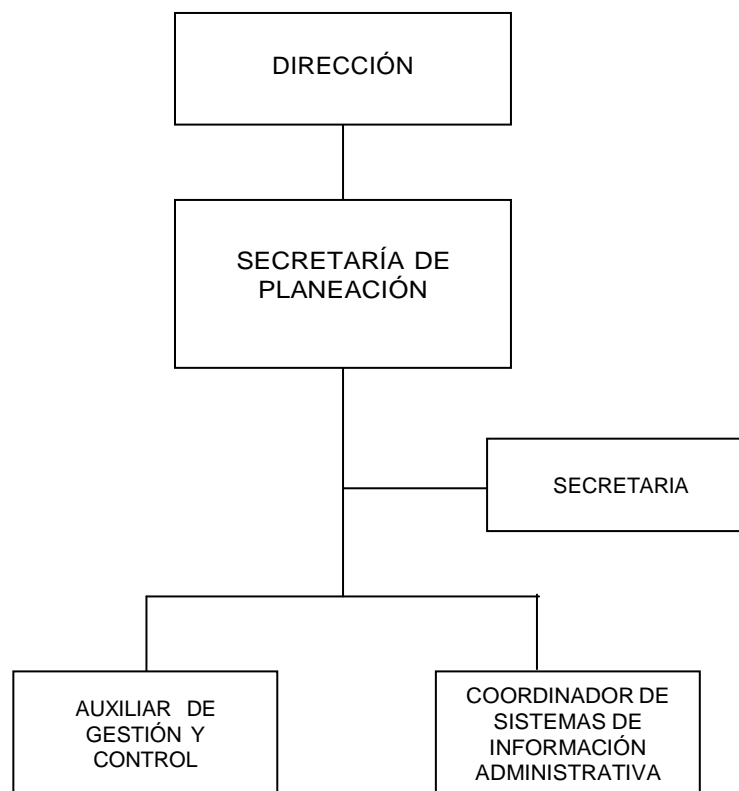 DIRECCIÓN
SECRETARÍA DE
PLANEACIÓN
SECRETARIA
AUXILIAR DE
GESTIÓN Y
CONTROL
COORDINADOR DE
SISTEMAS DE
INFORMACIÓN
ADMINISTRATIVA